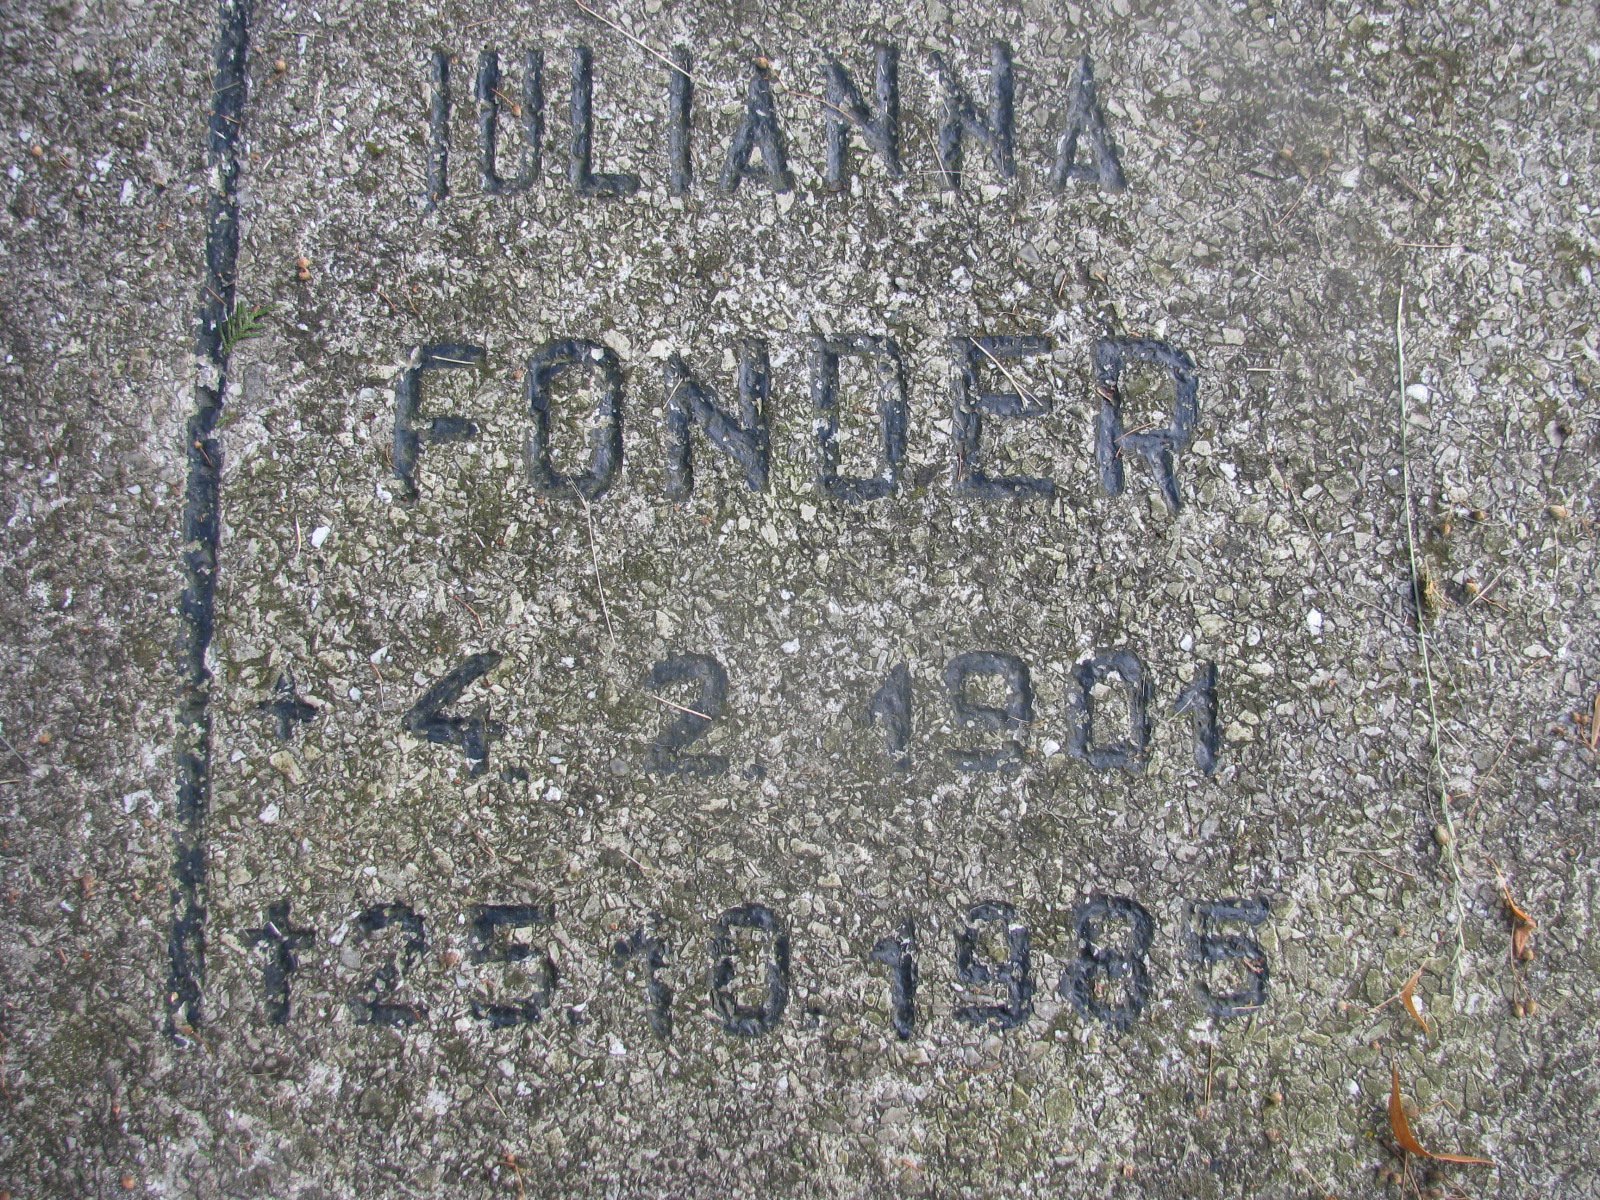 IULIANNA
FONDER
* 4. 2. 1901
† 25.10.1985